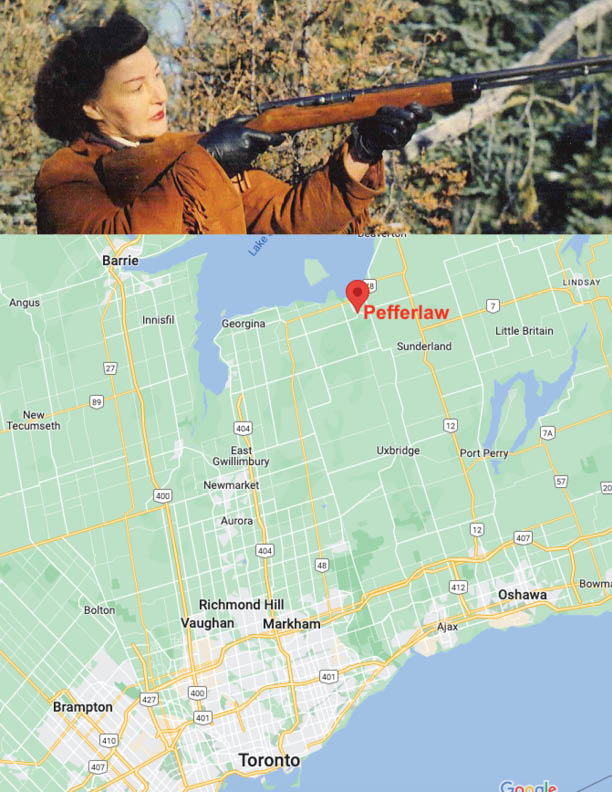 Beaverton
Barrie
Lake
LINDSAY
48
Angus
Innisfil
Georgina
Pefferlaw
7
Little Britain
Sunderland
27
89
New
Tecumseth
404
12
7A
East
Gwillimbury
Uxbridge
Port Perry
Newmarket
57
400
20
Aurora
12
407
404
48
412
Bowma
Oshawa
Bolton
Richmond Hill
Vaughan
Markham
Ajax
401
400
427
Brampton
401
410
Toronto
407
Google